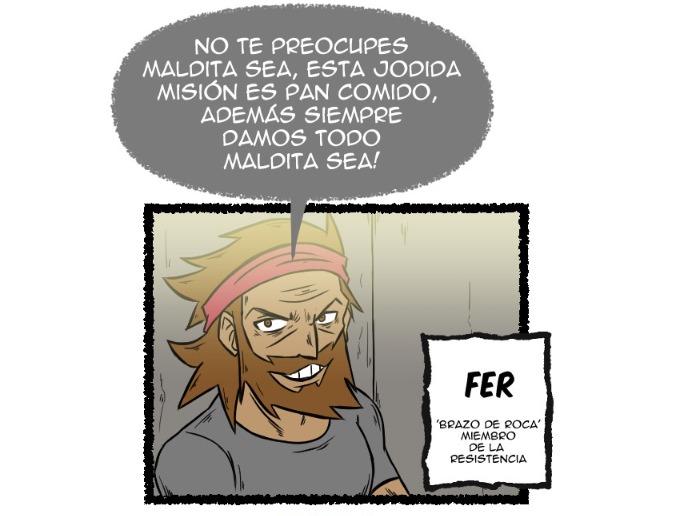 NO TE PREOCUPES
MALDITA SEA, ESTA JODIDA
MISIÓN ES PAN COMIDO,
ADEMÁS SIEMPRE
DAMOS TODO
MALDITA SEA!
FER
'BRAZO DE ROCA'
MIEMBRO
DE LA
RESISTENCIA